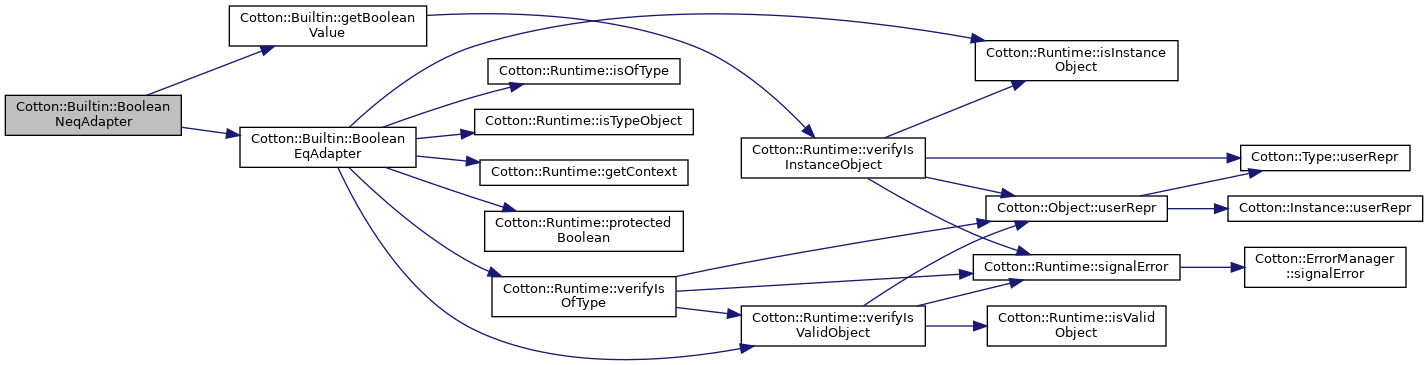 Cotton::Builtin::Boolean
NeqAdapter
Cotton::Builtin::getBoolean
Value
Cotton::Builtin::Boolean
EqAdapter
Cotton::Runtime::isOfType
Cotton::Runtime::isTypeObject
Cotton::Runtime::getContext
Cotton::Runtime::protected
Boolean
Cotton::Runtime::verifyIs
OfType
Cotton::Runtime::verifyIs
InstanceObject
Cotton::Runtime::verifyIs
ValidObject
Cotton::Runtime::isInstance
Object
Cotton::Object::userRepr
Cotton::Runtime::signalError
Cotton::Runtime::isValid
Object
Cotton::Type::userRepr
Cotton::Instance::userRepr
Cotton::ErrorManager
::signalError